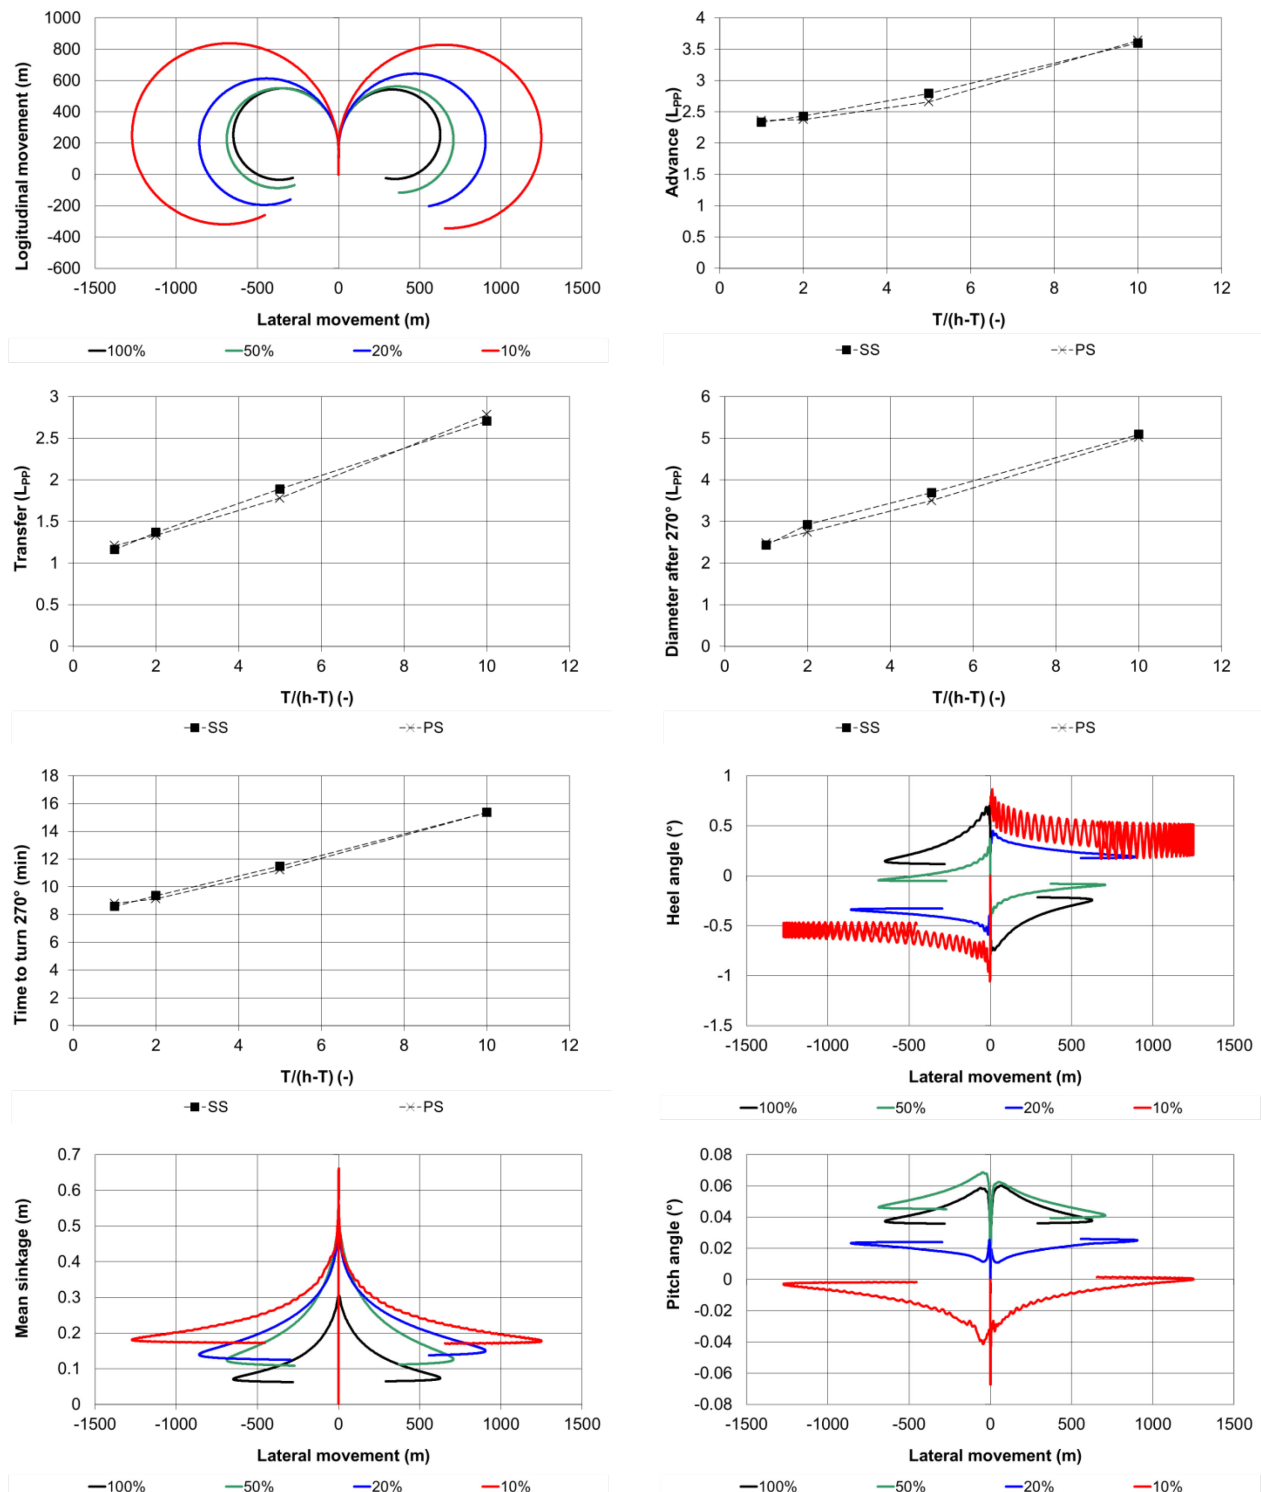 1000
800
600
400
200
0
-200
-400
-600
-1500 -1000 -500 0 500 1000 1500
Logitudinal movement (m)
Lateral movement (m)
100% 50% 20% 10%
4
3.5
3
2.5
2
1.5
1
0.5
0
0 2 4 6 8 10 12
Advance (LPP)
T/(h-T) (-)
SS PS
3
2.5
2
1.5
1
0.5
0
0 2 4 6 8 10 12
Transfer (LPP)
T/(h-T) (-)
SS PS
6
5
4
3
2
1
0
0 2 4 6 8 10 12
Diameter after 270° (LPP)
T/(h-T) (-)
SS PS
18
16
14
12
10
8
6
4
2
0
0 2 4 6 8 10 12
Time to turn 270° (min)
T/(h-T) (-)
SS PS
1
0.5
0
-0.5
-1
-1.5
-1500 -1000 -500 0 500 1000 1500
Heel angle (°)
Lateral movement (m)
100% 50% 20% 10%
0.7
0.6
0.5
0.4
0.3
0.2
0.1
0
-1500 -1000 -500 0 500 1000 1500
Mean sinkage (m)
Lateral movement (m)
100% 50% 20% 10%
0.08
0.06
0.04
0.02
0
-0.02
-0.04
-0.06
-0.08
-1500 -1000 -500 0 500 1000 1500
Pitch angle (°)
Lateral movement (m)
100% 50% 20% 10%